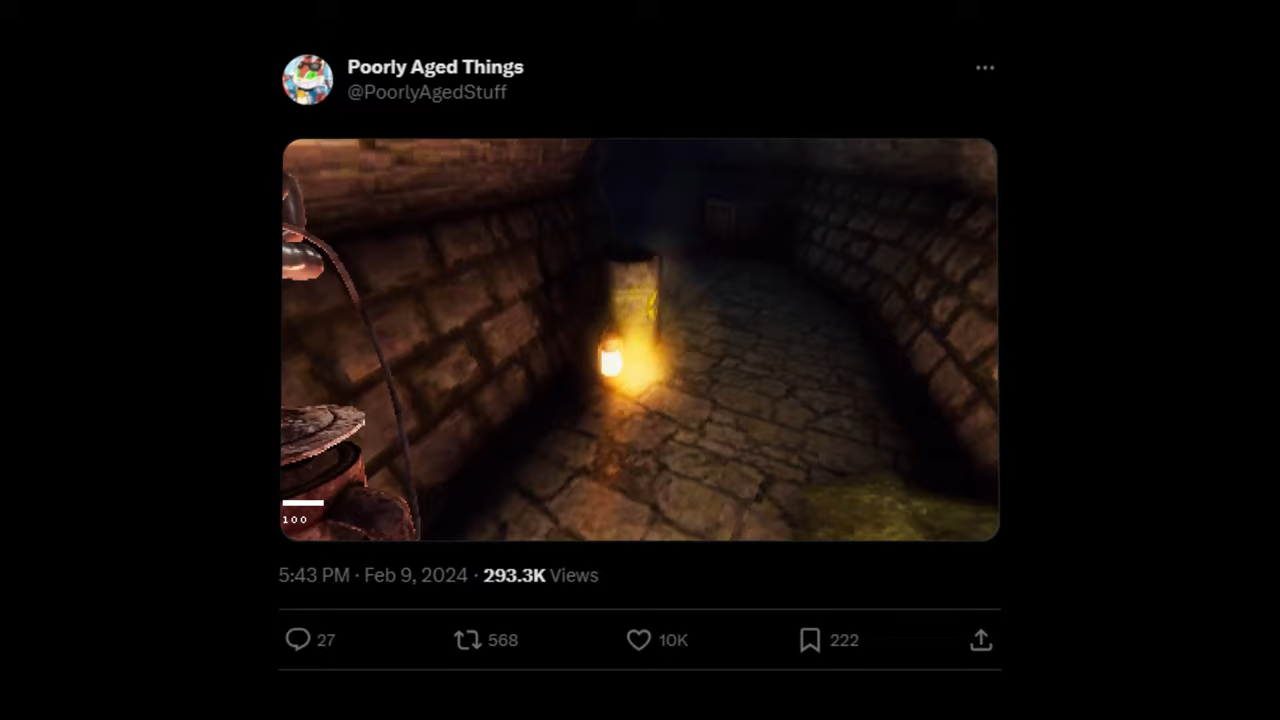 Poorly Aged Things
@PoorlyAgedStuff
100
5:43 PM · Feb 9, 2024 · 293.3K Views
27 568 10K 222